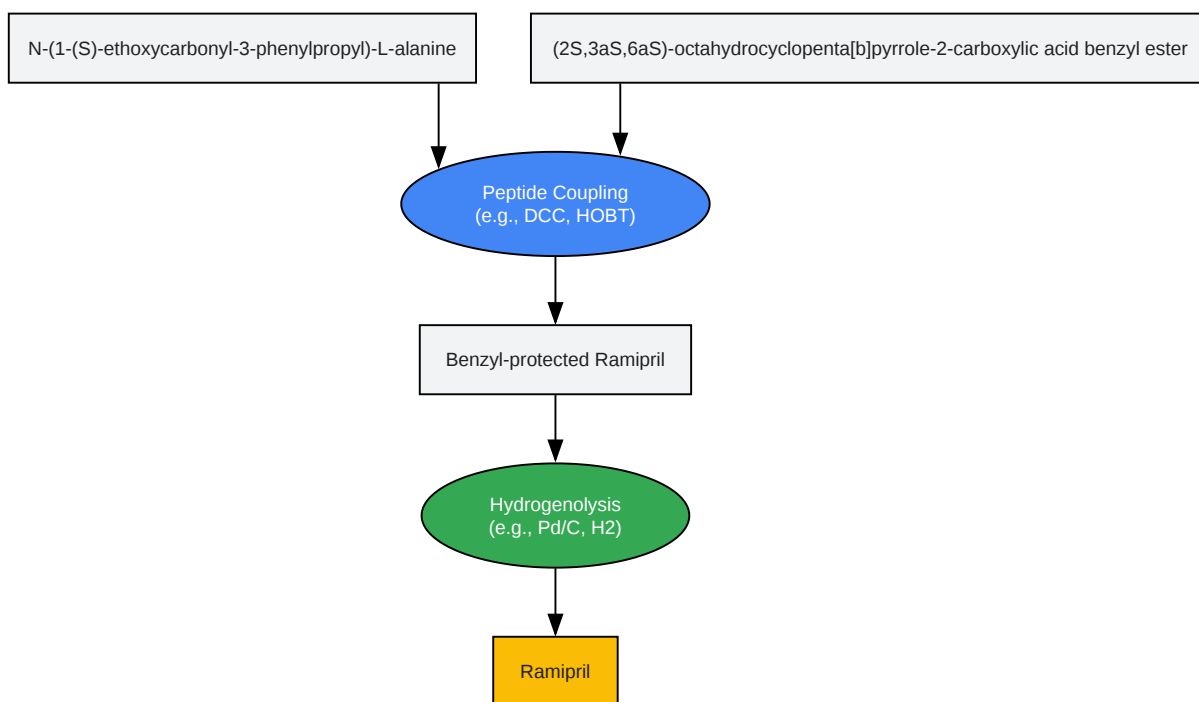 N-(1-(S)-ethoxycarbonyl-3-phenylpropyl)-L-alanine
(2S,3aS,6aS)-octahydrocyclopenta[b]pyrrole-2-carboxylic acid benzyl ester
Peptide Coupling
(e.g., DCC, HOBT)
Benzyl-protected Ramipril
Hydrogenolysis
(e.g., Pd/C, H2)
Ramipril